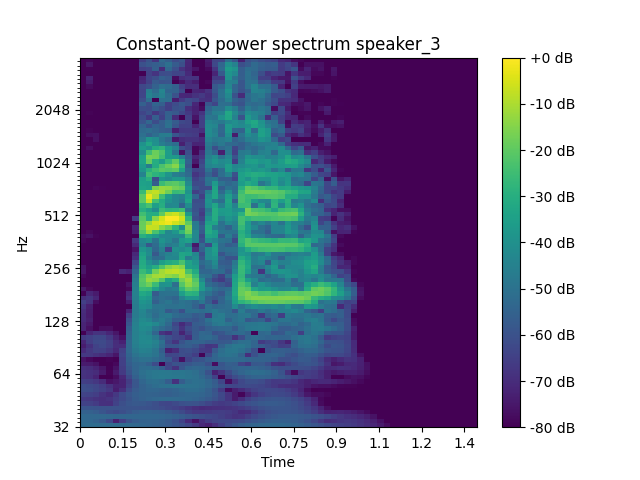 Constant-Q power spectrum speaker_3
Hz
2048
1024
512
256
128
64
32
0 0.15 0.3 0.45 0.6 0.75 0.9 1.1 1.2 1.4
Time
+0 dB
-10 dB
-20 dB
-30 dB
-40 dB
-50 dB
-60 dB
-70 dB
-80 dB